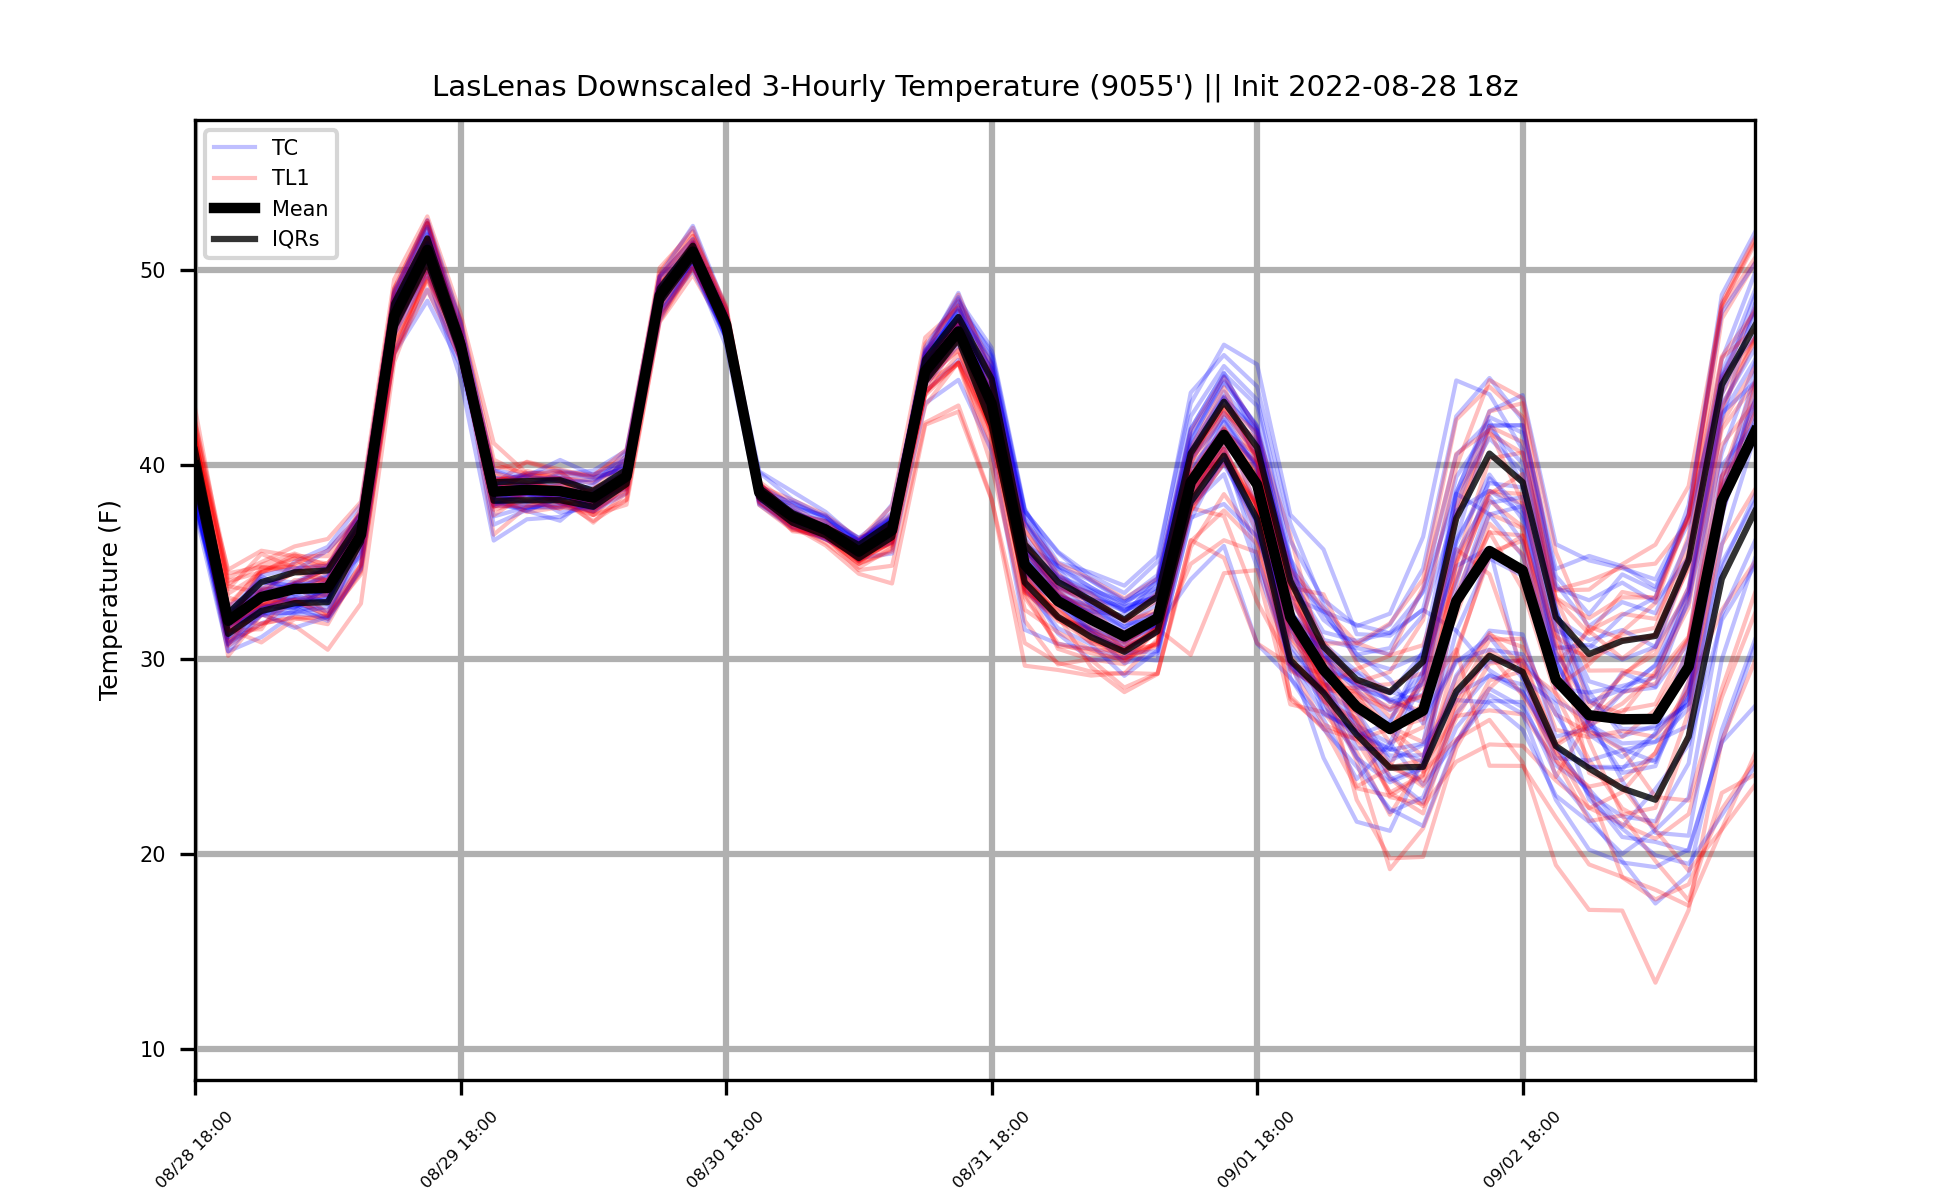 LasLenas Downscaled 3-Hourly Temperature (9055') || Init 2022-08-28 18z
TC
TL1
Mean
IQRs
Temperature (F)
50
40
30
20
10
08/28 18:00
08/29 18:00
08/30 18:00
08/31 18:00
09/01 18:00
09/02 18:00